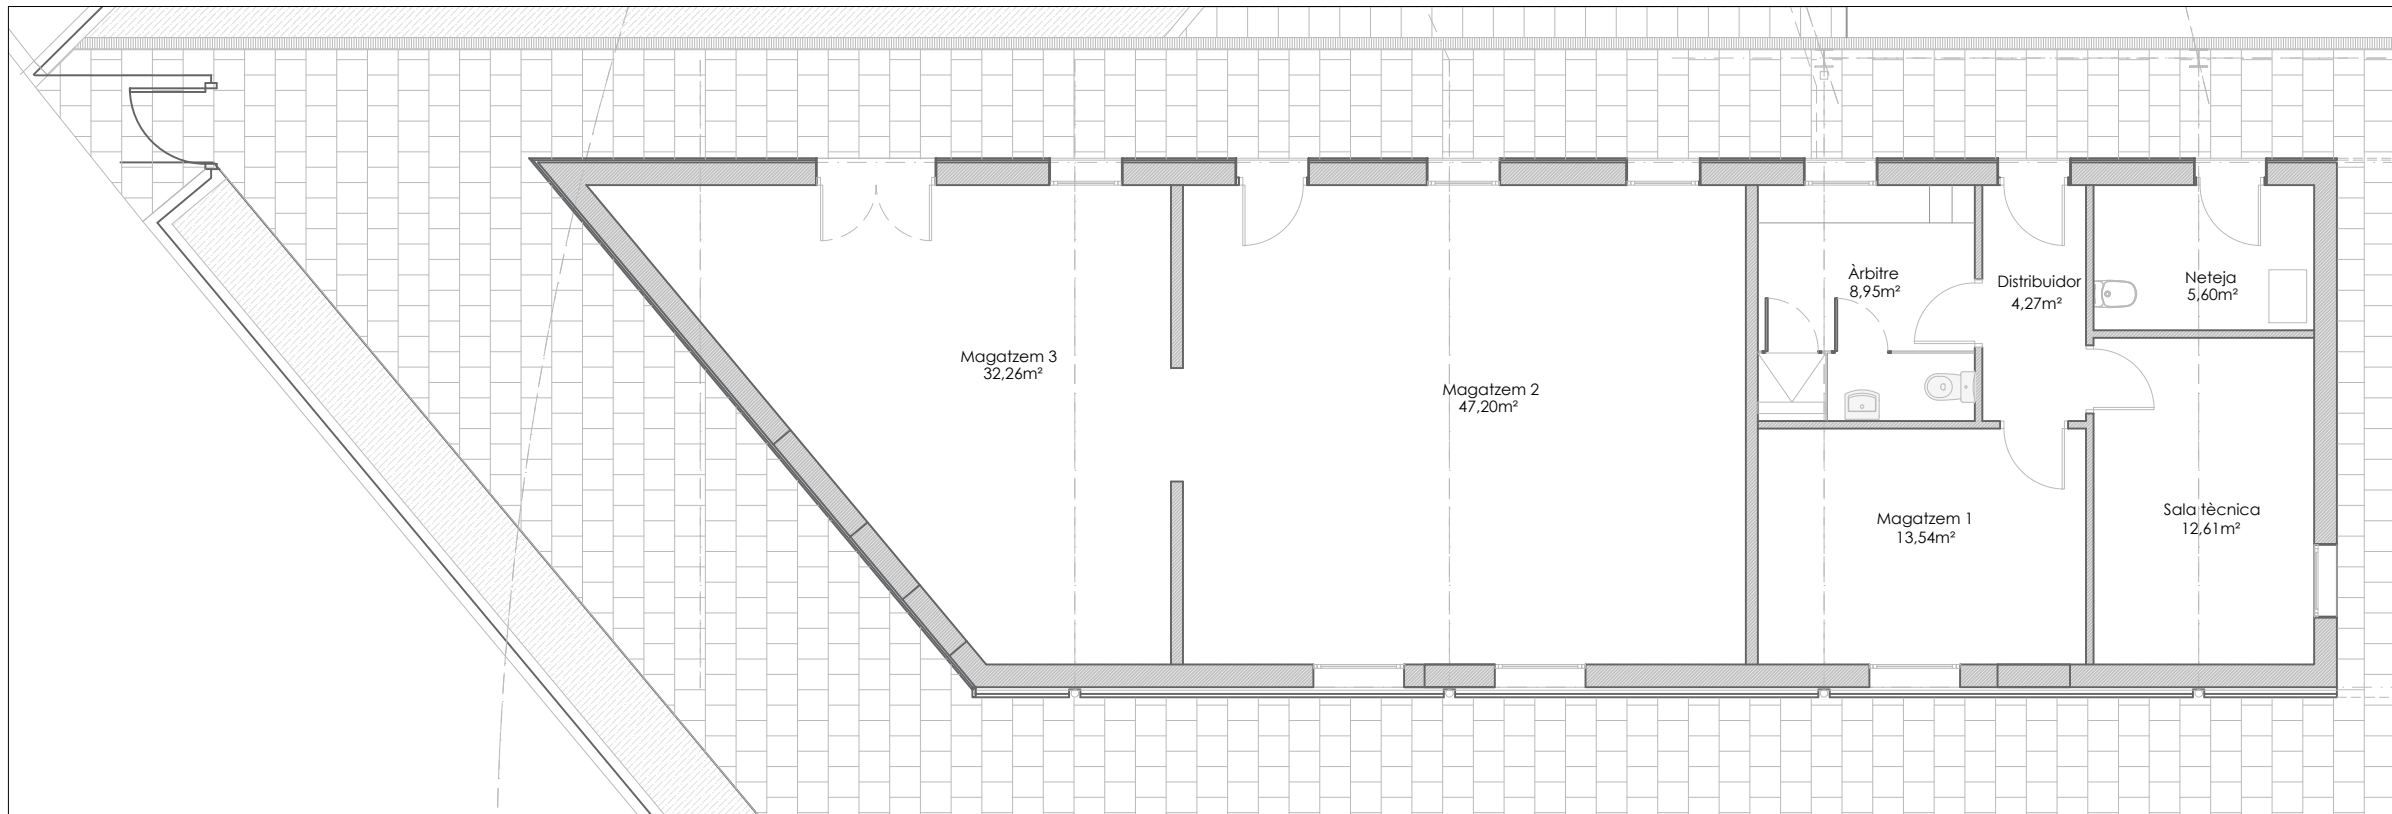 Magatzem 3
32,26m²
Magatzem 2
47,20m²
Àrbitre
8,95m²
Distribuidor
4,27m²
Neteja
5,60m²
Magatzem 1
13,54m²
Sala tècnica
12,61m²